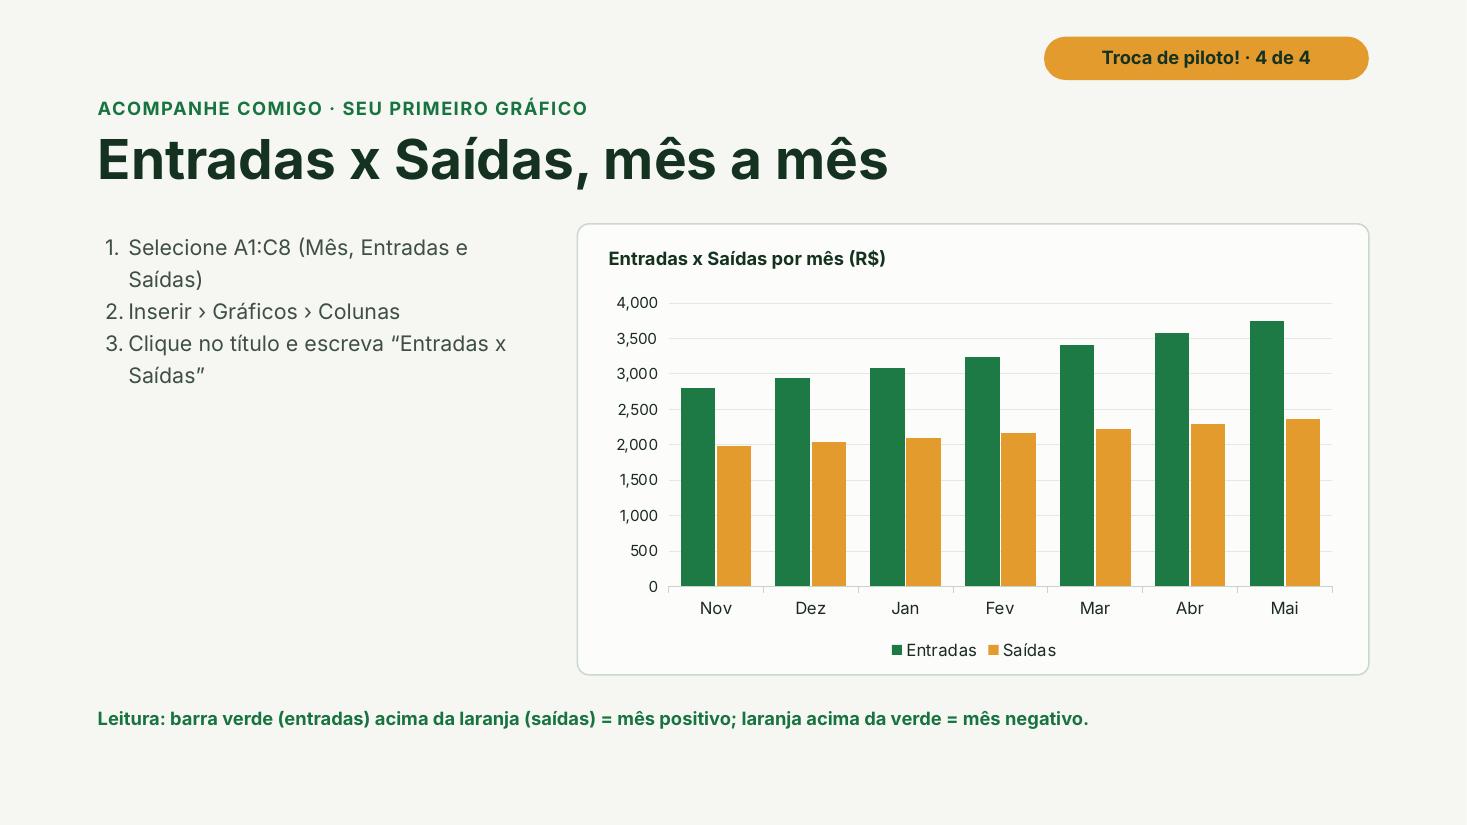 Troca de piloto! · 4 de 4
ACOMPANHE COMIGO · SEU PRIMEIRO GRÁFICO
Entradas x Saídas, mês a mês
1. Selecione A1:C8 (Mês, Entradas e
Saídas)
2. Inserir › Gráficos › Colunas
3. Clique no título e escreva “Entradas x
Saídas”
Entradas x Saídas por mês (R$)
4,000
3,500
3,000
2,500
2,000
1,500
1,000
500
0
Nov Dez Jan Fev Mar Abr Mai
Entradas Saídas
Leitura: barra verde (entradas) acima da laranja (saídas) = mês positivo; laranja acima da verde = mês negativo.